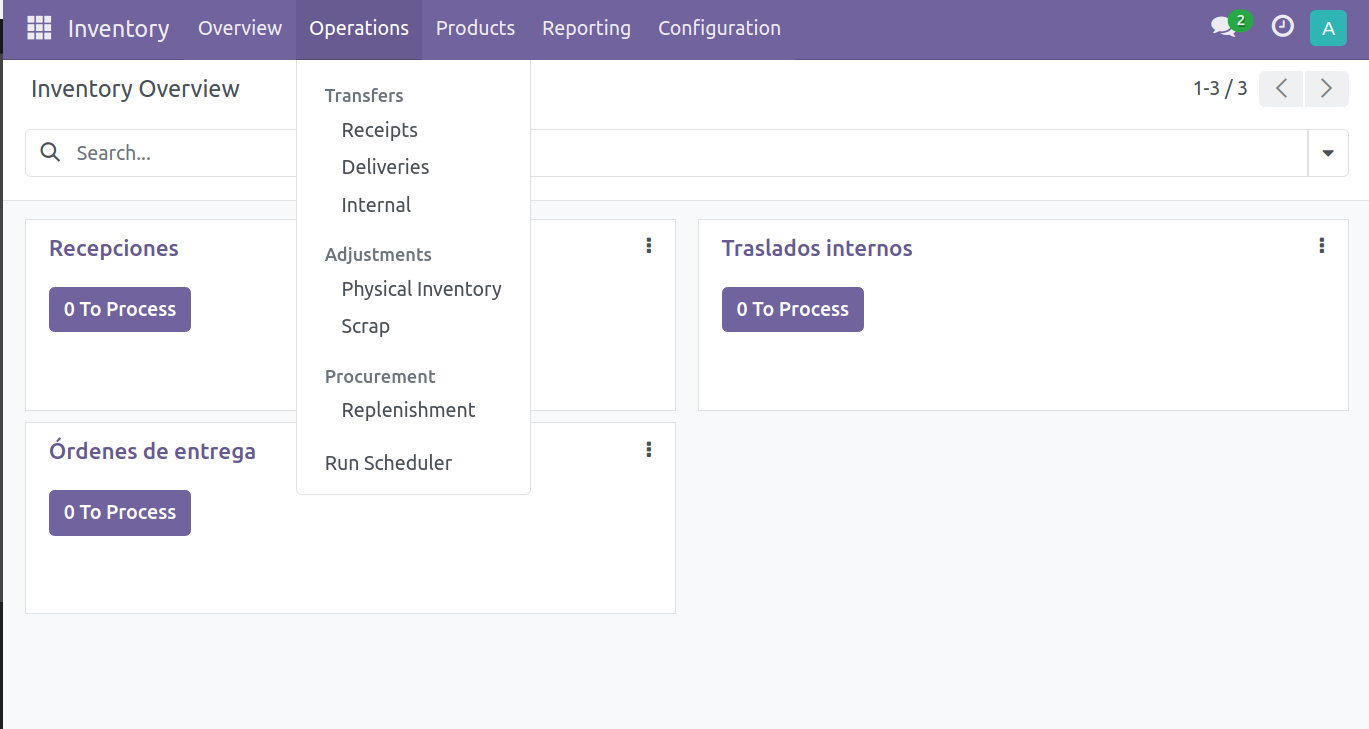 Inventory Overview Operations Products Reporting Configuration 2 A
Inventory Overview
1-3 / 3
Search...
Transfers
Receipts
Deliveries
Internal
Adjustments
Physical Inventory
Scrap
Procurement
Replenishment
Run Scheduler
Recepciones
0 To Process
Traslados internos
0 To Process
Órdenes de entrega
0 To Process